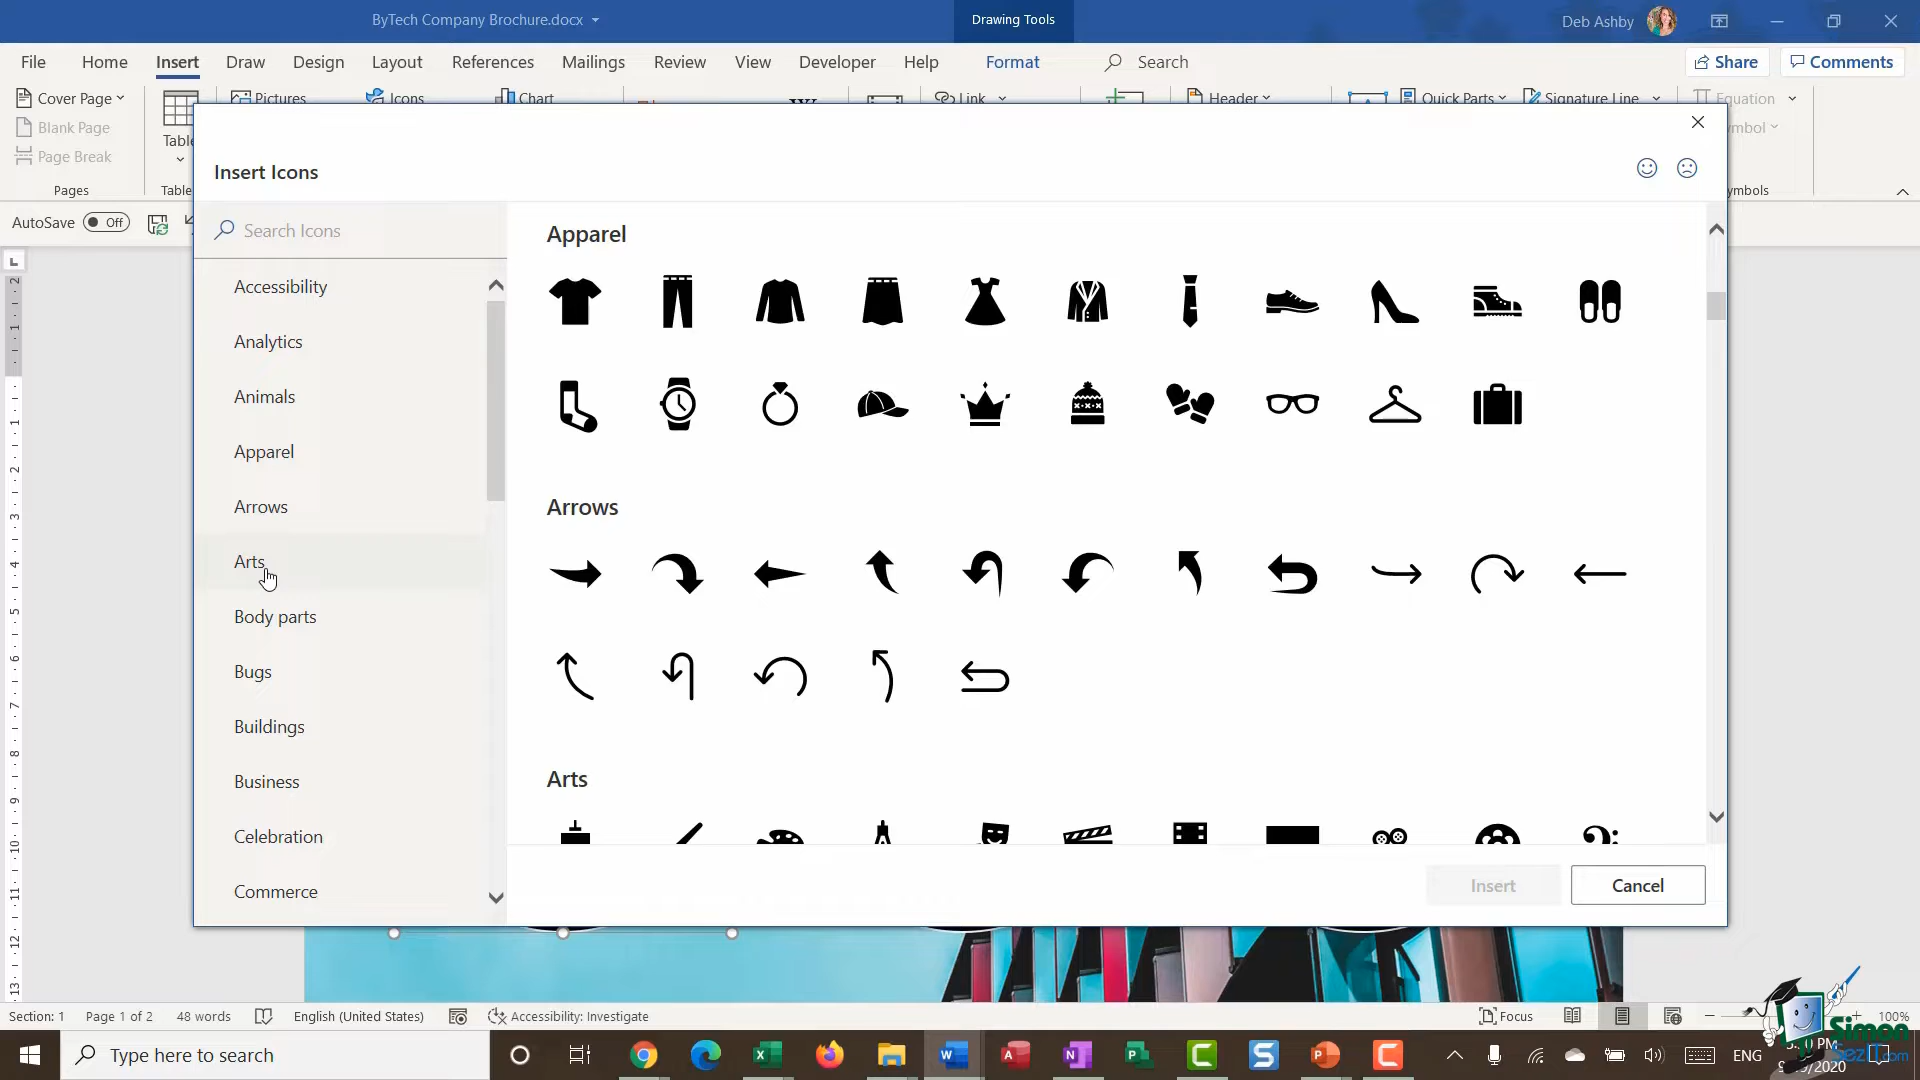 ByTech Company Brochure.docx
Drawing Tools
Deb Ashby
File Home Insert Draw Design Layout References Mailings Review View Developer Help Format Search Share Comments
Cover Page Pictures Icons Chart Link Header Quick Parts Signature Line Equation
Blank Page
Page Break
Pages
AutoSave Off
Insert Icons
Search Icons
Accessibility
Analytics
Animals
Apparel
Arrows
Arts
Body parts
Bugs
Buildings
Business
Celebration
Commerce
Apparel
Arrows
Arts
Insert Cancel
Section: 1 Page 1 of 2 48 words English (United States) Accessibility: Investigate Focus 100%
Type here to search
ENG
Simon
SezIT.com